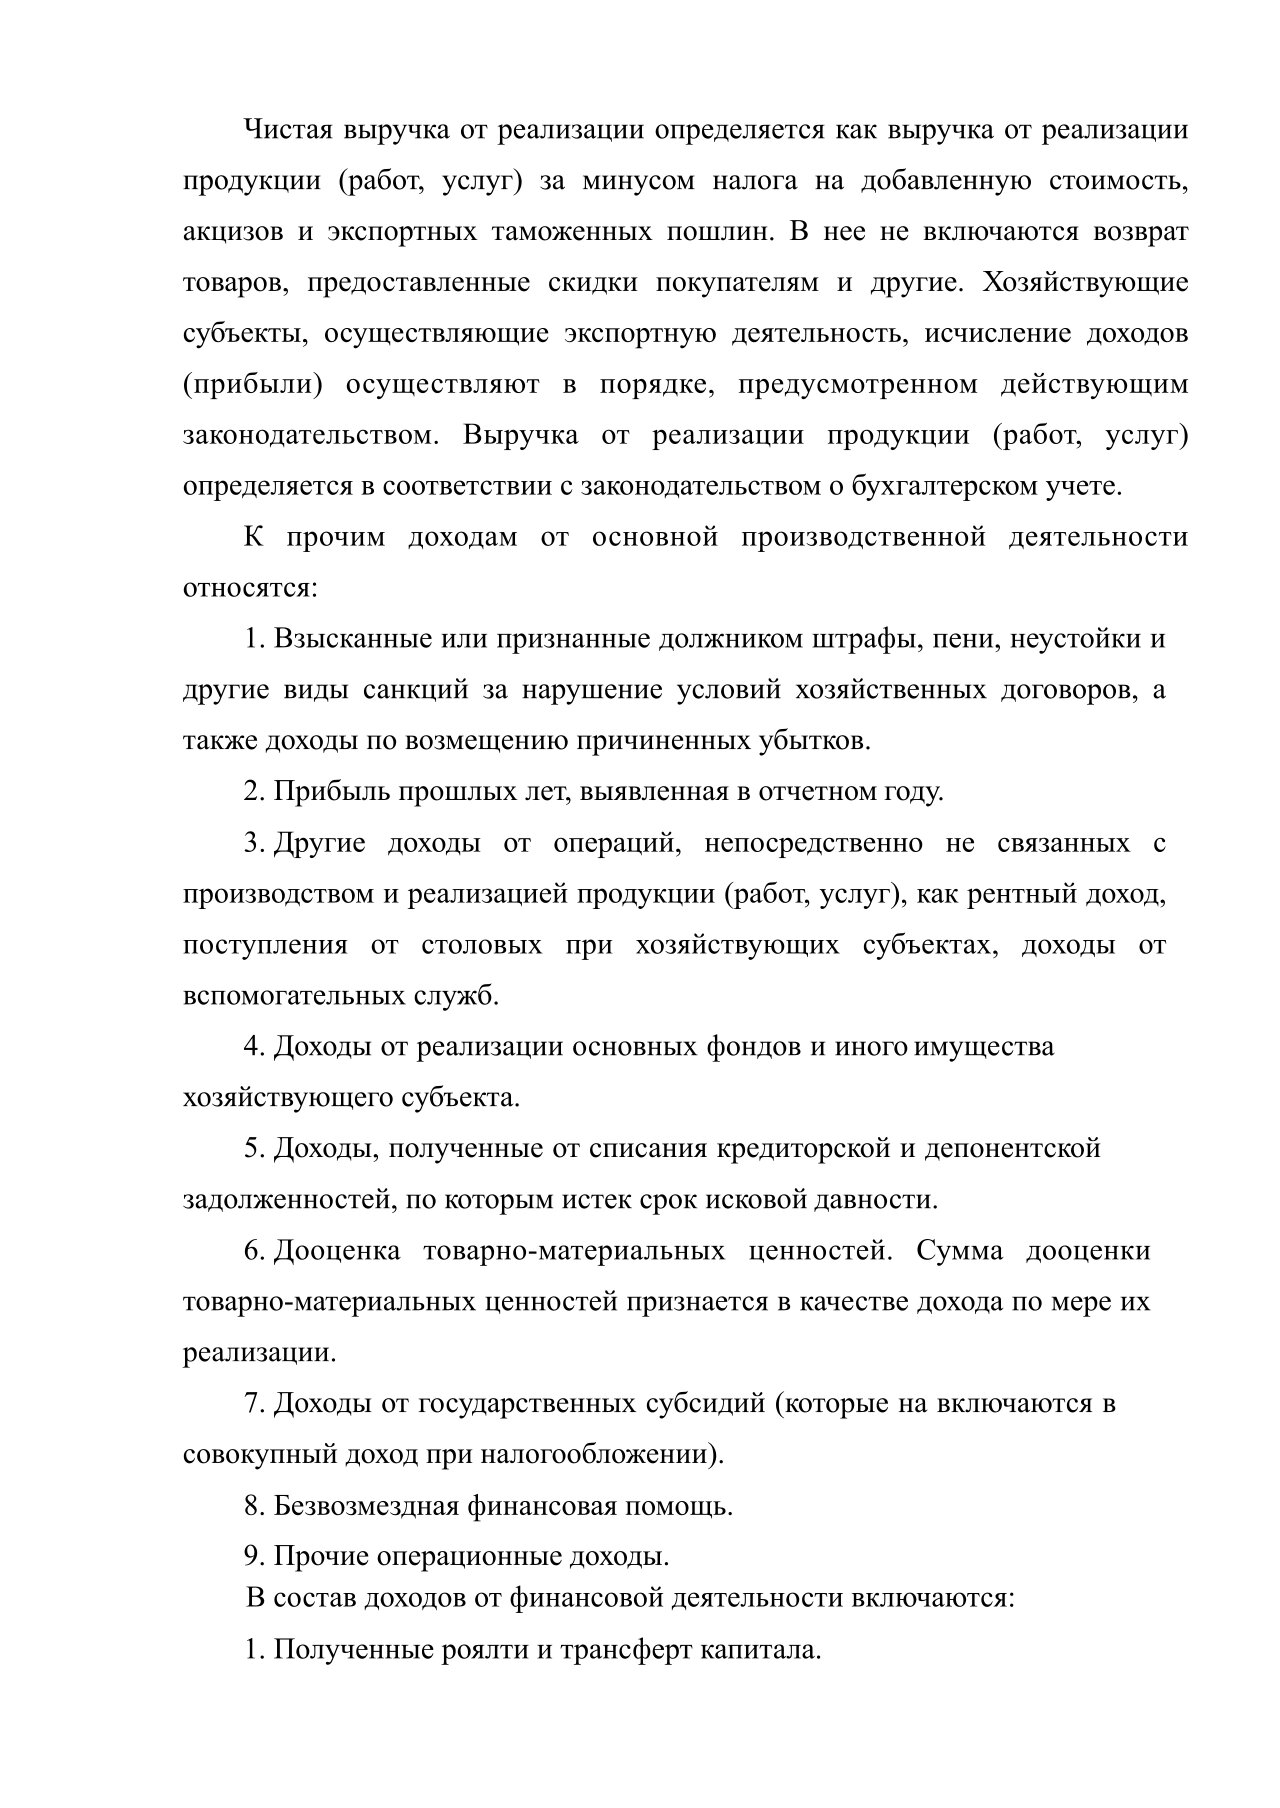 Чистая выручка от реализации определяется как выручка от реализации
продукции (работ, услуг) за минусом налога на добавленную стоимость,
акцизов и экспортных таможенных пошлин. В нее не включаются возврат
товаров, предоставленные скидки покупателям и другие. Хозяйствующие
субъекты, осуществляющие экспортную деятельность, исчисление доходов
(прибыли) осуществляют в порядке, предусмотренном действующим
законодательством. Выручка от реализации продукции (работ, услуг)
определяется в соответствии с законодательством о бухгалтерском учете.
К прочим доходам от основной производственной деятельности
относятся:
1. Взысканные или признанные должником штрафы, пени, неустойки и
другие виды санкций за нарушение условий хозяйственных договоров, а
также доходы по возмещению причиненных убытков.
2. Прибыль прошлых лет, выявленная в отчетном году.
3. Другие доходы от операций, непосредственно не связанных с
производством и реализацией продукции (работ, услуг), как рентный доход,
поступления от столовых при хозяйствующих субъектах, доходы от
вспомогательных служб.
4. Доходы от реализации основных фондов и иного имущества
хозяйствующего субъекта.
5. Доходы, полученные от списания кредиторской и депонентской
задолженностей, по которым истек срок исковой давности.
6. Дооценка товарно-материальных ценностей. Сумма дооценки
товарно-материальных ценностей признается в качестве дохода по мере их
реализации.
7. Доходы от государственных субсидий (которые на включаются в
совокупный доход при налогообложении).
8. Безвозмездная финансовая помощь.
9. Прочие операционные доходы.
В состав доходов от финансовой деятельности включаются:
1. Полученные роялти и трансферт капитала.